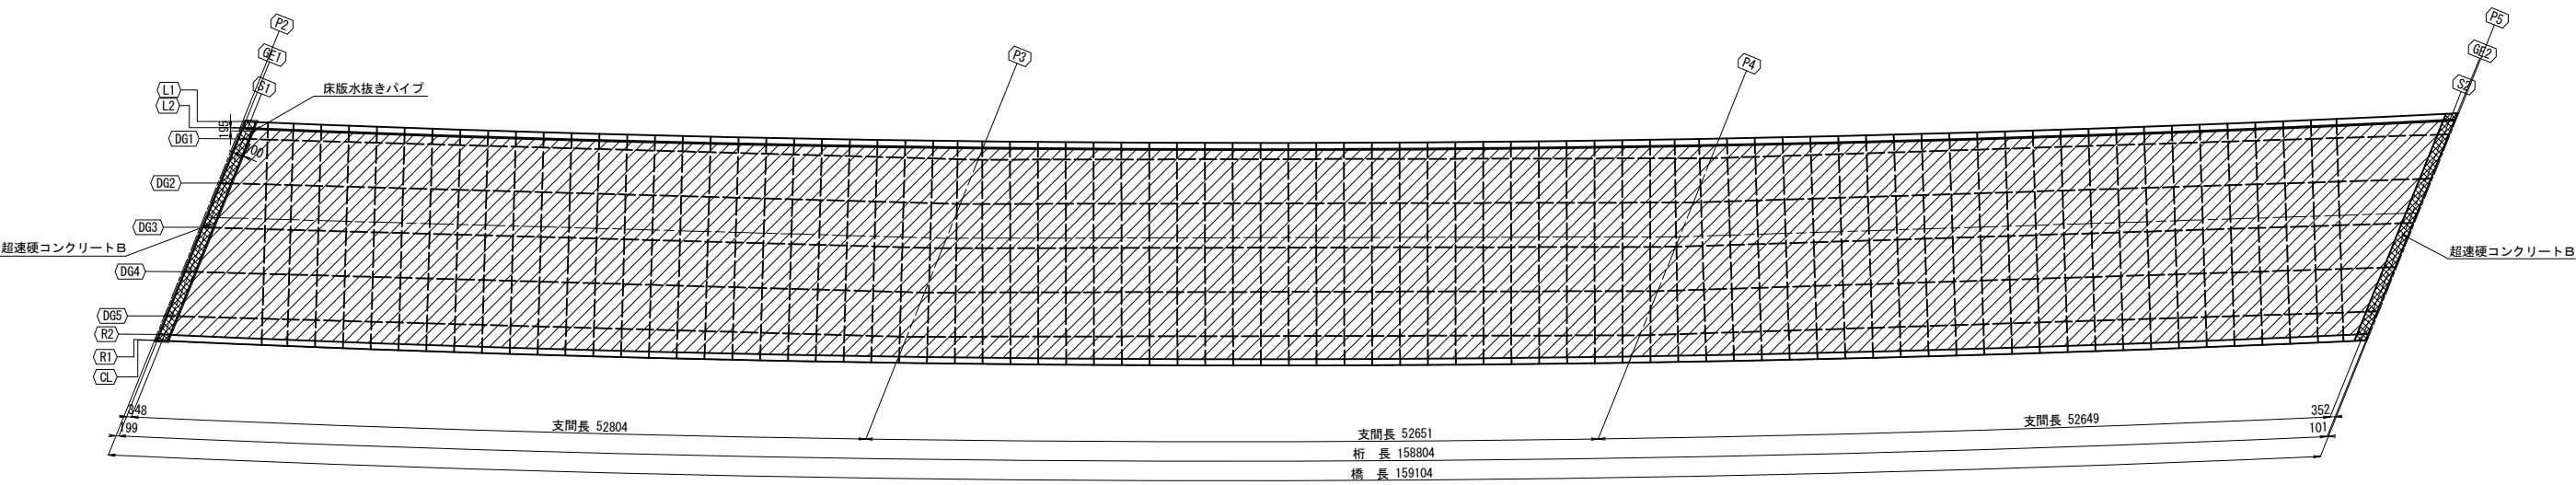 P2
GE1
S1
P3
P4
P5
GE2
S2
L1
L2
床版水抜きパイプ
195
DG1
DG2
DG3
超速硬コンクリートB
DG4
DG5
R2
R1
CL
超速硬コンクリートB
348
支間長 52804
支間長 52651
支間長 52649
352
199
桁 長 158804
101
橋 長 159104